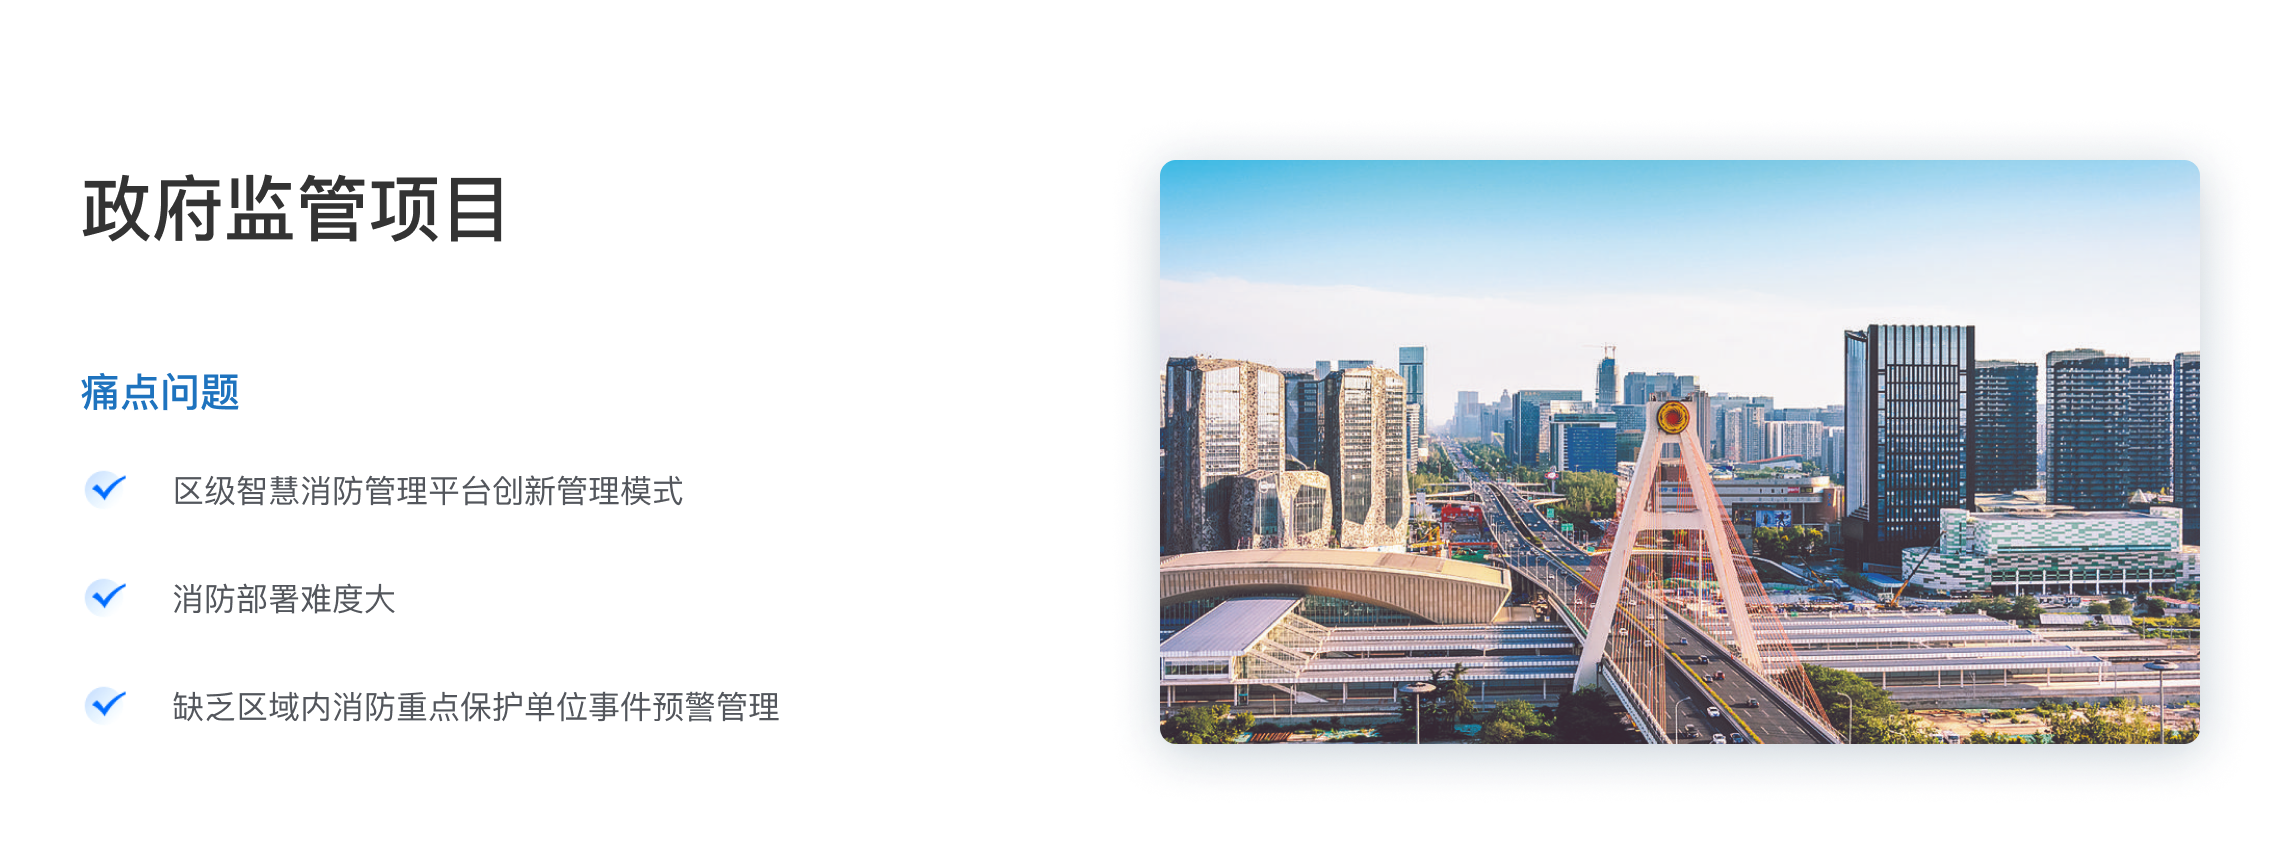 政府监管项目
痛点问题
区级智慧消防管理平台创新管理模式
消防部署难度大
缺乏区域内消防重点保护单位事件预警管理